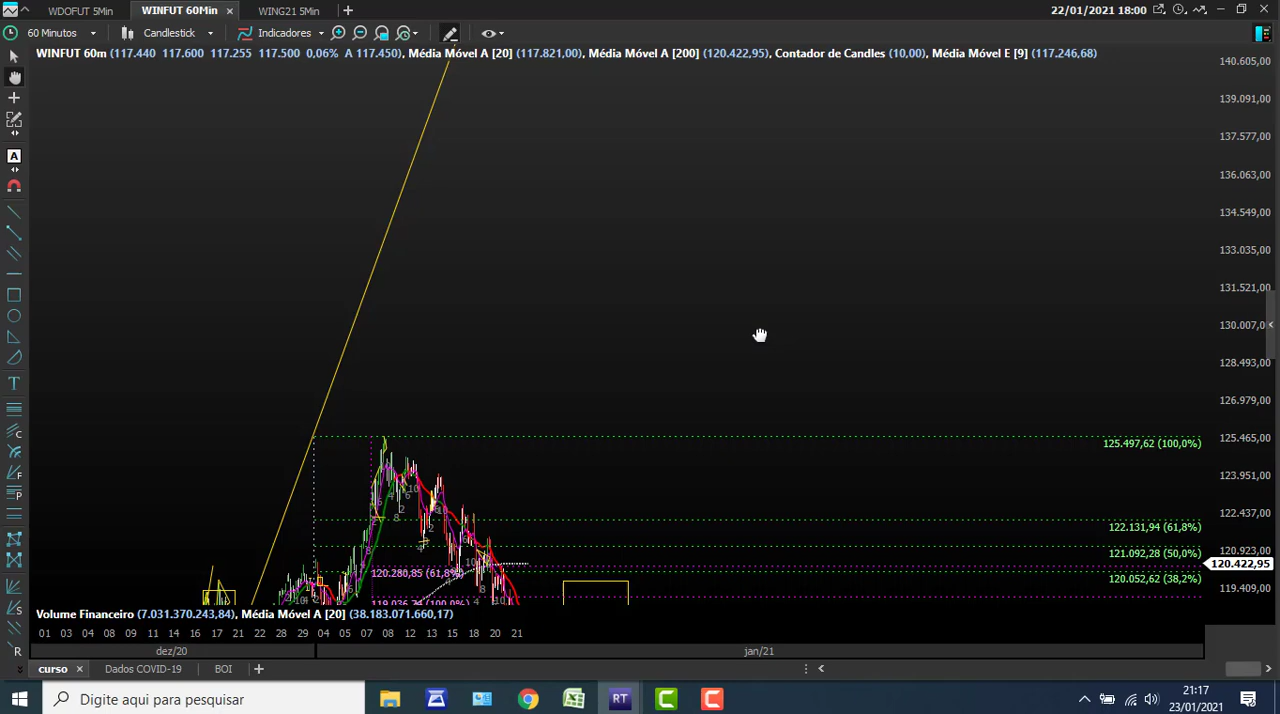 WDOFUT 5Min WINFUT 60Min × WING21 5Min + 22/01/2021 18:00
60 Minutos Candlestick Indicadores
WINFUT 60m (117.440 117.600 117.255 117.500 0,06% A 117.450), Média Móvel A [20] (117.821,00), Média Móvel A [200] (120.422,95), Contador de Candles (10,00), Média Móvel E [9] (117.246,68)
140.605,00
139.091,00
137.577,00
136.063,00
134.549,00
133.035,00
131.521,00
130.007,00
128.493,00
126.979,00
125.465,00
125.497,62 (100,0%)
123.951,00
122.437,00
122.131,94 (61,8%)
121.092,28 (50,0%)
120.923,00
120.422,95
120.280,85 (61,8%)
120.052,62 (38,2%)
119.409,00
119.036,74 (100,0%)
Volume Financeiro (7.031.370.243,84), Média Móvel A [20] (38.183.071.660,17)
01 03 04 08 09 11 14 16 17 21 22 28 29 04 05 07 08 12 13 15 18 20 21
dez/20 jan/21
curso × Dados COVID-19 BOI +
Digite aqui para pesquisar
RT
21:17
23/01/2021